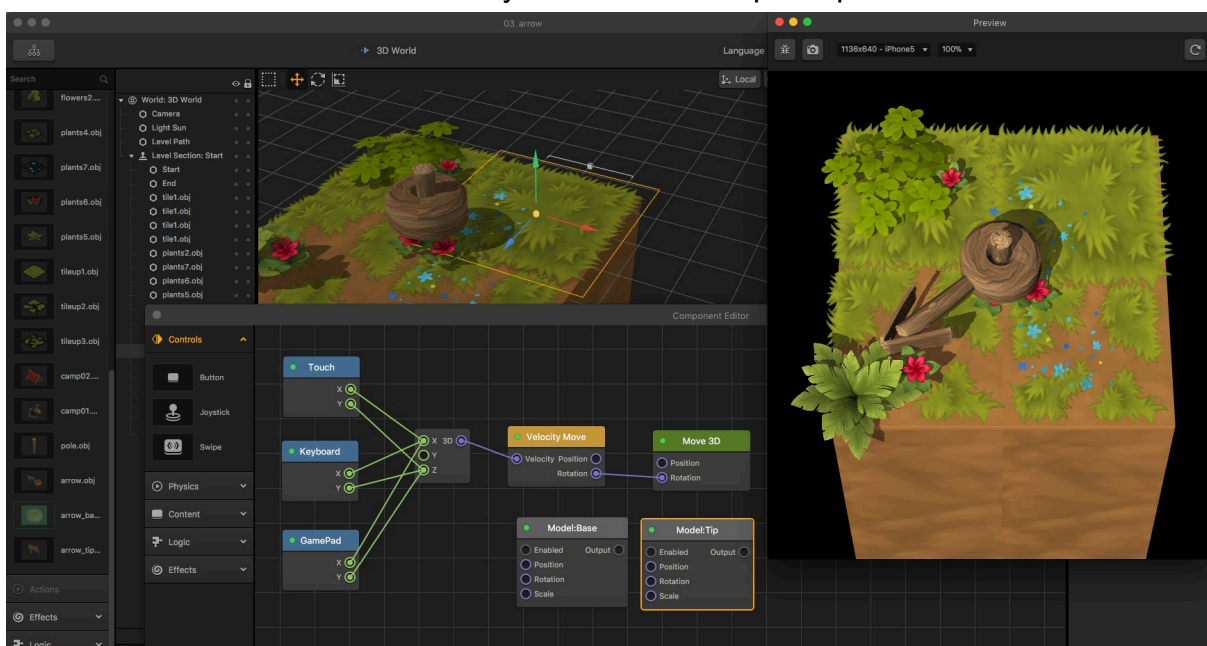 03_arrow
3D World
Language
Search
flowers2....
plants4.obj
plants7.obj
plants6.obj
plants5.obj
tileup1.obj
tileup2.obj
tileup3.obj
camp02....
camp01....
pole.obj
arrow.obj
arrow_ba...
arrow_tip...
Actions
Effects
Logic
World: 3D World
Camera
Light Sun
Level Path
Level Section: Start
Start
End
tile1.obj
tile1.obj
tile1.obj
tile1.obj
plants2.obj
plants7.obj
plants6.obj
plants5.obj
Local
Component Editor
Controls
Button
Joystick
Swipe
Physics
Content
Logic
Effects
Touch
X
Y
Keyboard
X
Y
GamePad
X
Y
X 3D
Y
Z
Velocity Move
Velocity Position
Rotation
Move 3D
Position
Rotation
Model:Base
Enabled Output
Position
Rotation
Scale
Model:Tip
Enabled Output
Position
Rotation
Scale
Preview
1136x640 - iPhone5 100%